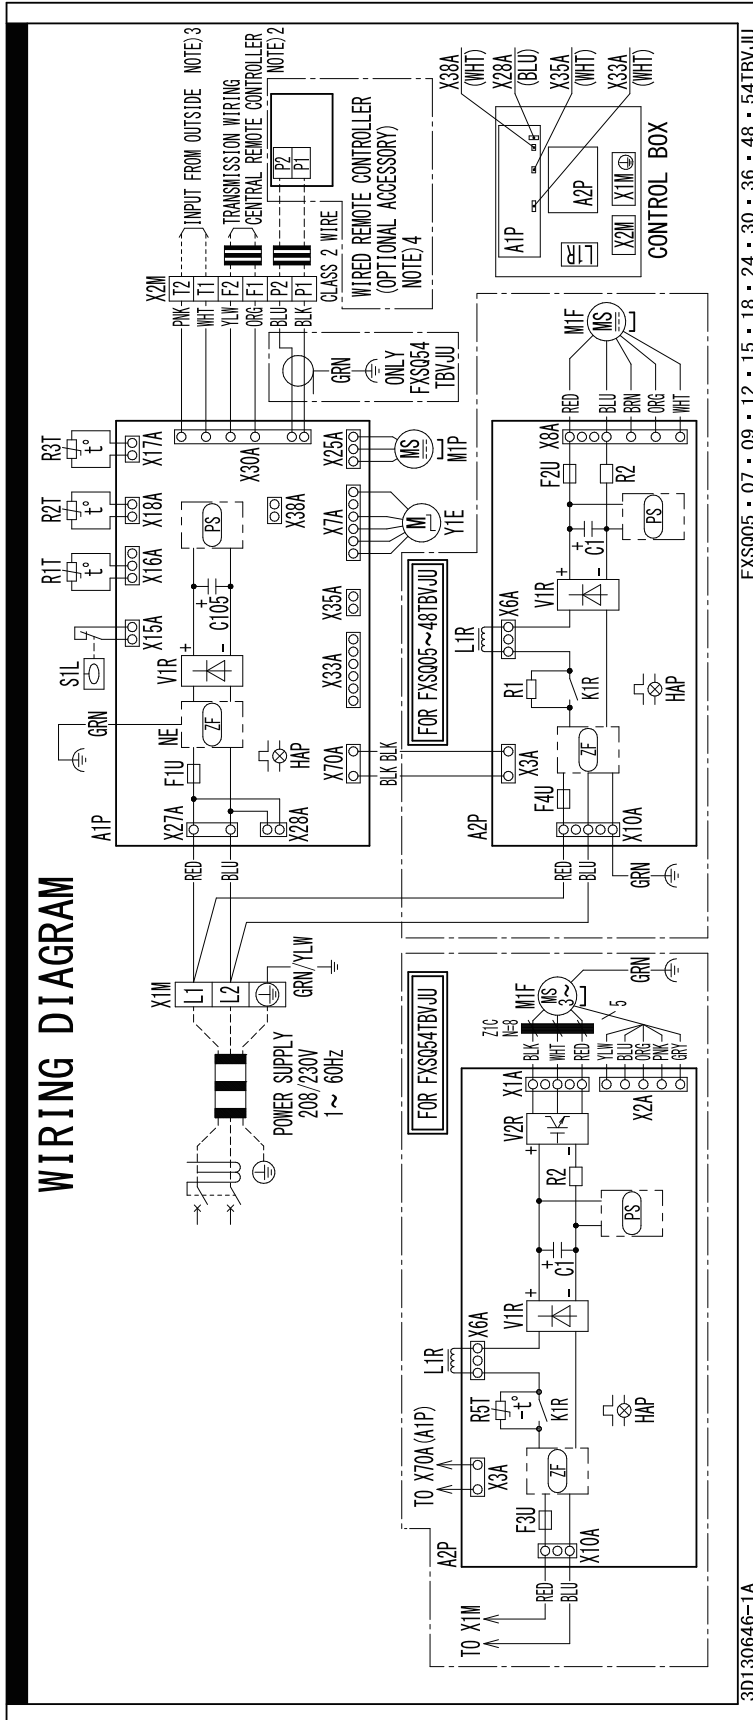 WIRING DIAGRAM
POWER SUPPLY
208/230V
1~ 60Hz
X1M
L1
L2
GRN/YLW
RED
BLU
A1P
X27A
X28A
F1U
NE
ZF
GRN
HAP
V1R
+
-
C105
+
PS
S1L
X15A
R1T
t°
X16A
R2T
t°
X18A
R3T
t°
X17A
X30A
X38A
X70A
X33A
X35A
X7A
X25A
M
Y1E
MS
M1P
BLK
BLK
PNK
WHT
YLW
ORG
BLU
BLK
X2M
T2
T1
F2
F1
P2
P1
INPUT FROM OUTSIDE NOTE)3
TRANSMISSION WIRING
CENTRAL REMOTE CONTROLLER
NOTE)2
P2
P1
CLASS 2 WIRE
WIRED REMOTE CONTROLLER
(OPTIONAL ACCESSORY)
NOTE)4
GRN
ONLY
FXSQ54
TBVJU
X38A
(WHT)
X28A
(BLU)
X35A
(WHT)
X33A
(WHT)
A1P
A2P
L1R
X2M
X1M
CONTROL BOX
FOR FXSQ05~48TBVJU
A2P
X3A
X10A
F4U
ZF
RED
BLU
GRN
R1
K1R
L1R
X6A
HAP
V1R
+
-
C1
+
PS
F2U
R2
X8A
RED
BLU
BRN
ORG
WHT
MS
M1F
FOR FXSQ54TBVJU
TO X1M
RED
BLU
A2P
X10A
F3U
ZF
TO X70A(A1P)
X3A
R5T
-t°
K1R
L1R
X6A
HAP
V1R
+
-
C1
+
PS
R2
V2R
+
-
X1A
X2A
BLK
WHT
RED
YLW
BLU
ORG
PNK
GRY
Z1C
N=8
M1F
MS
3~
5
GRN
3D130646-1A
FXSQ05・07・09・12・15・18・24・30・36・48・54TBVJU